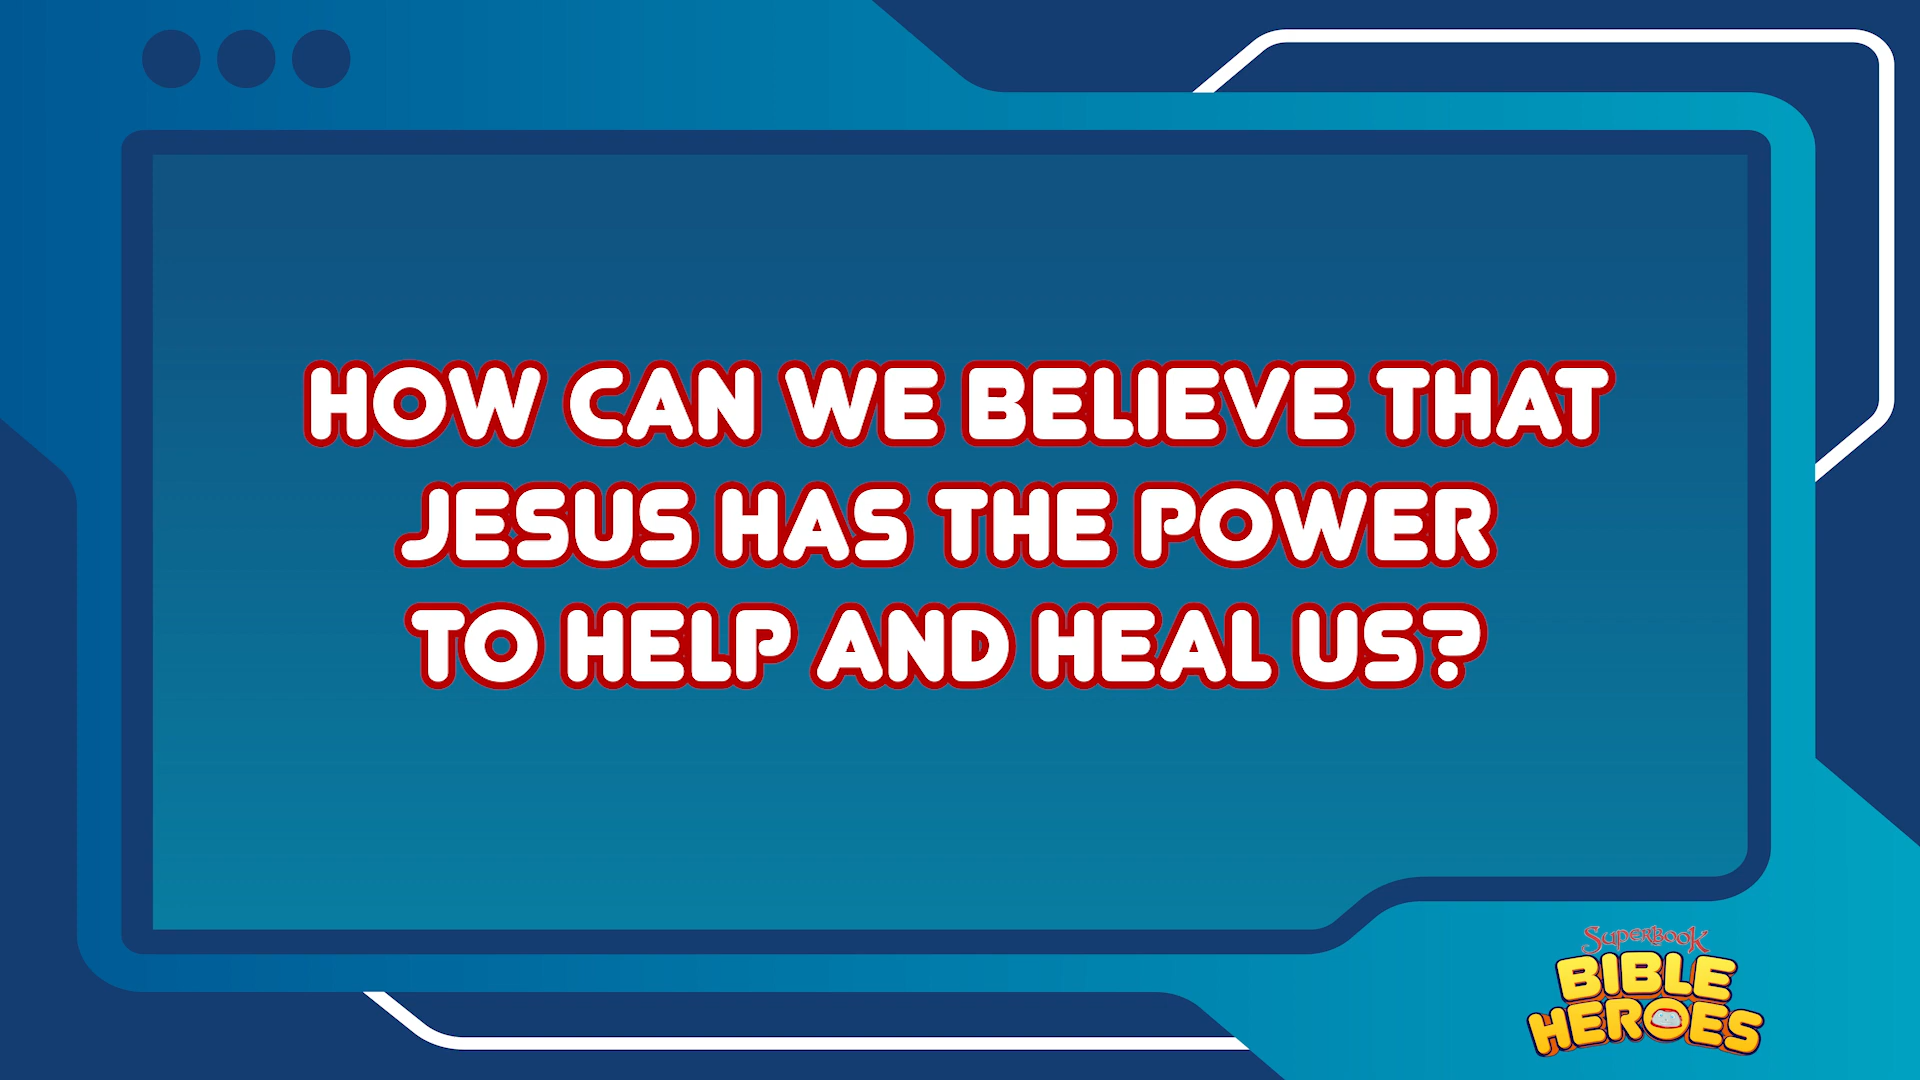 HOW CAN WE BELIEVE THAT
JESUS HAS THE POWER
TO HELP AND HEAL US?
SUPERBOOK
BIBLE
HEROES